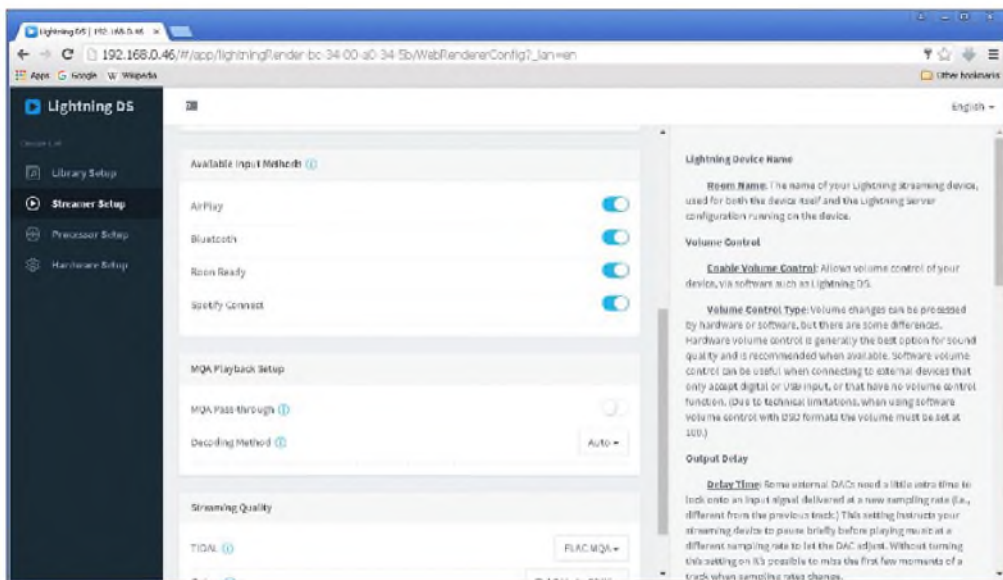 Lightning DS | 192.168.0.46
192.168.0.46/#/app/lightningRender-bc-34-00-a0-34-5b/WebRendererConfig?_lan=en
Apps Google Wikipedia Other bookmarks
Lightning DS
English
Library Setup
Streamer Setup
Processor Setup
Hardware Setup
Available Input Methods
AirPlay
Bluetooth
Roon Ready
Spotify Connect
MQA Playback Setup
MQA Pass-through
Decoding Method
Auto
Streaming Quality
TIDAL
FLAC MQA
Lightning Device Name
Room Name: The name of your Lightning streaming device,
used for both the device itself and the Lightning Server
configuration running on the device.
Volume Control
Enable Volume Control: Allows volume control of your
device, via software such as Lightning DS.
Volume Control Type: Volume changes can be processed
by hardware or software, but there are some differences.
Hardware volume control is generally the best option for sound
quality and is recommended when available. Software volume
control can be useful when connecting to external devices that
only accept digital or USB input, or that have no volume control
function. (Due to technical limitations, when using software
volume control with DSD formats the volume must be set at
100.)
Output Delay
Delay Time: Some external DACs need a little extra time to
lock onto an input signal delivered at a new sampling rate (i.e.,
different from the previous track.) This setting instructs your
streaming device to pause briefly before playing music at a
different sampling rate to let the DAC adjust. Without turning
this setting on it's possible to miss the first few moments of a
track when sampling rates change.